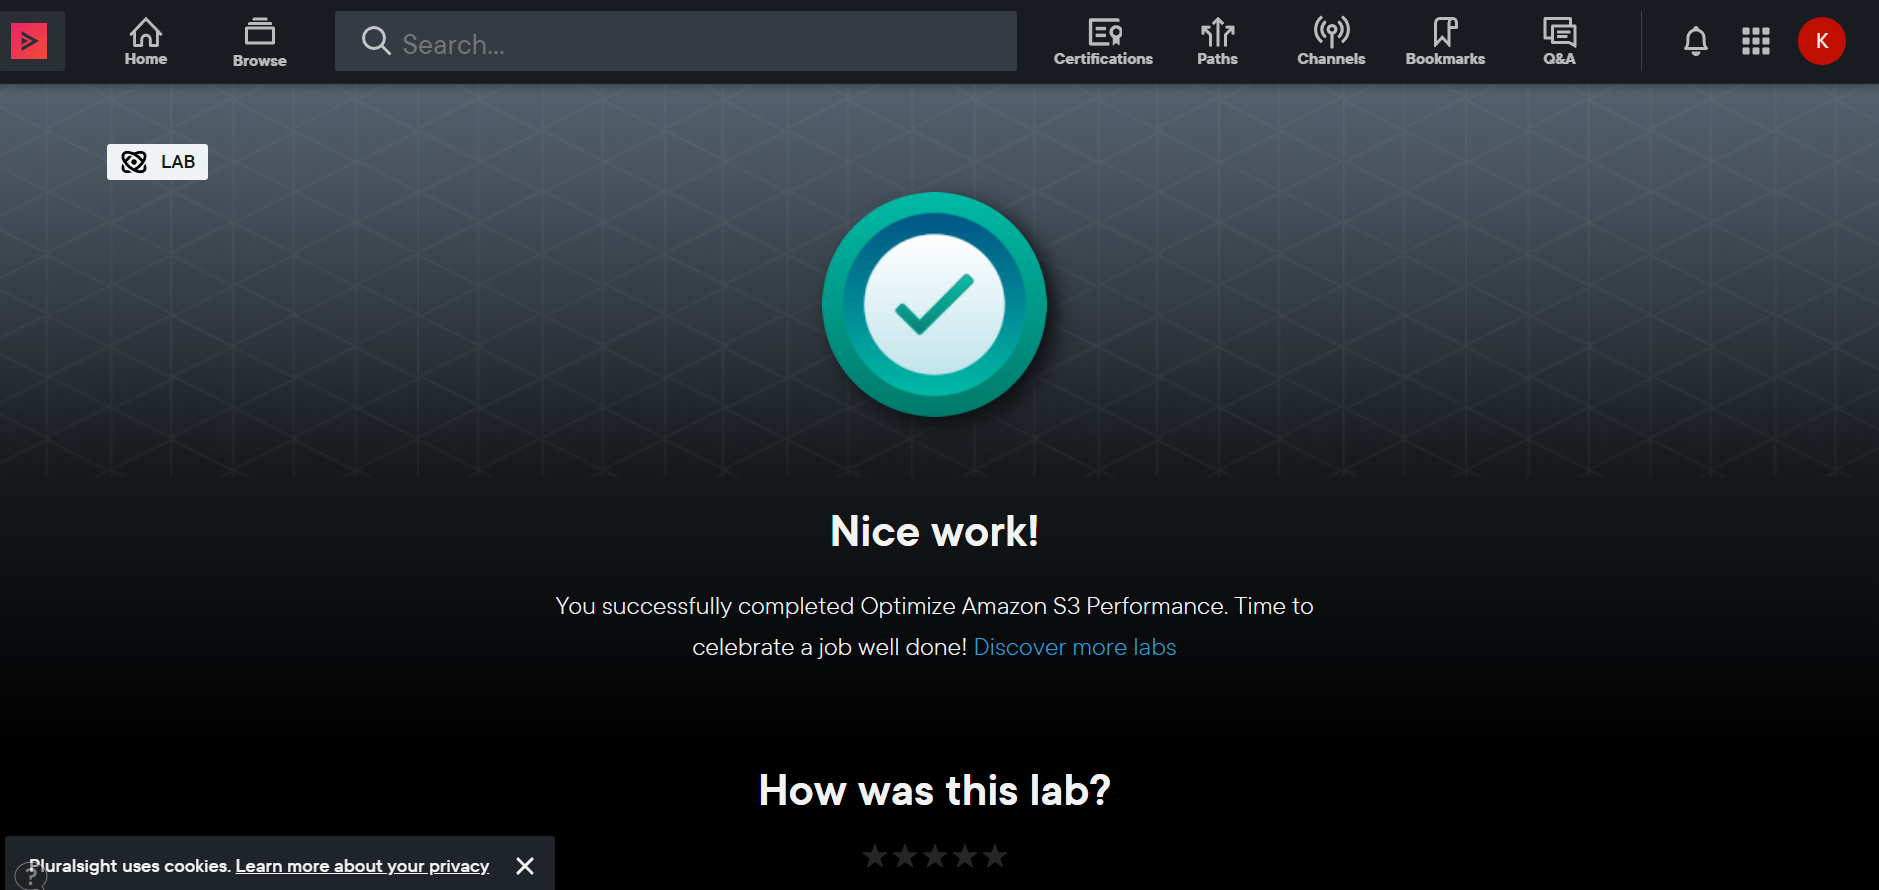 Home
Browse
Search...
Certifications
Paths
Channels
Bookmarks
Q&A
K
LAB
Nice work!
You successfully completed Optimize Amazon S3 Performance. Time to
celebrate a job well done! Discover more labs
How was this lab?
Pluralsight uses cookies. Learn more about your privacy
?